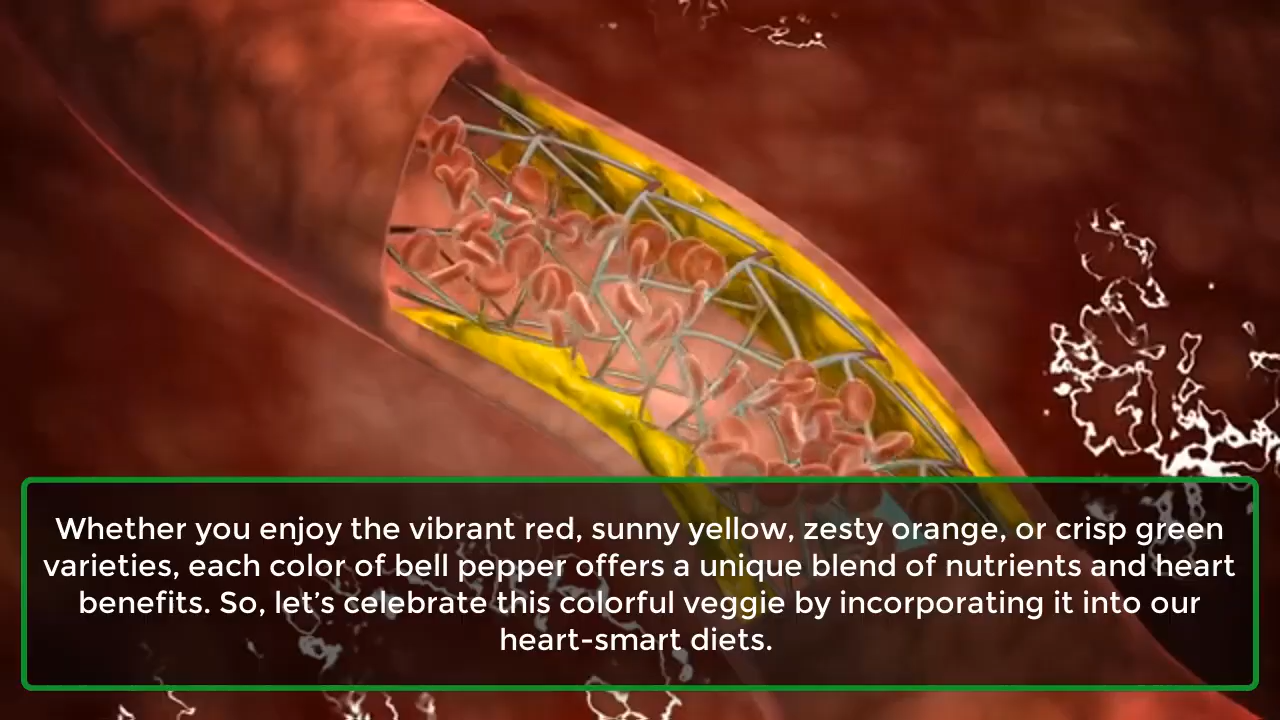 Whether you enjoy the vibrant red, sunny yellow, zesty orange, or crisp green
varieties, each color of bell pepper offers a unique blend of nutrients and heart
benefits. So, let’s celebrate this colorful veggie by incorporating it into our
heart-smart diets.